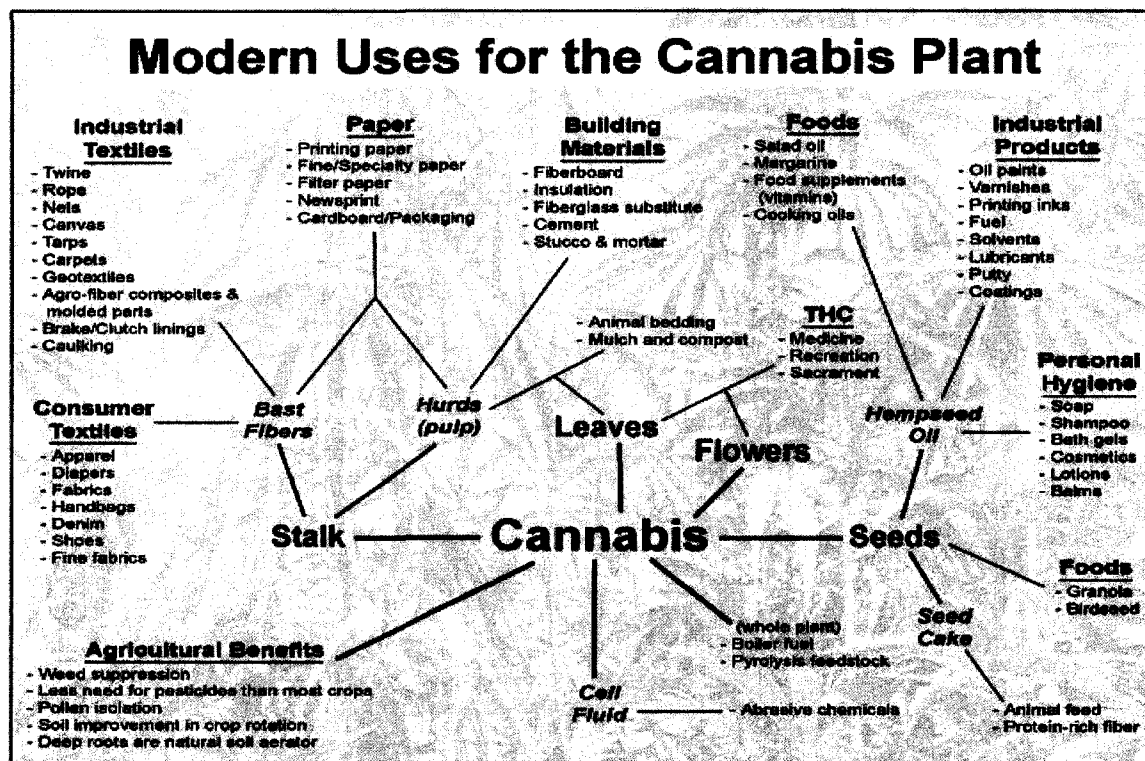 Modern Uses for the Cannabis Plant
Industrial
Textiles
- Twine
- Rope
- Nets
- Canvas
- Tarps
- Carpets
- Geotextiles
- Agro-fiber composites &
molded parts
- Brake/Clutch linings
- Caulking
Paper
- Printing paper
- Fine/Specialty paper
- Filter paper
- Newsprint
- Cardboard/Packaging
Building
Materials
- Fiberboard
- Insulation
- Fiberglass substitute
- Cement
- Stucco & mortar
Foods
- Salad oil
- Margarine
- Food supplements
(vitamins)
- Cooking oils
Industrial
Products
- Oil paints
- Varnishes
- Printing inks
- Fuel
- Solvents
- Lubricants
- Putty
- Coatings
- Animal bedding
- Mulch and compost
THC
- Medicine
- Recreation
- Sacrament
Personal
Hygiene
- Soap
- Shampoo
- Bath gels
- Cosmetics
- Lotions
- Balms
Consumer
Textiles
- Apparel
- Diapers
- Fabrics
- Handbags
- Denim
- Shoes
- Fine fabrics
Bast
Fibers
Hurds
(pulp)
Leaves
Flowers
Hempseed
Oil
Stalk
Cannabis
Seeds
Foods
- Granola
- Birdseed
Seed
Cake
(whole plant)
- Boiler fuel
- Pyrolysis feedstock
Agricultural Benefits
- Weed suppression
- Less need for pesticides than most crops
- Pollen isolation
- Soil improvement in crop rotation
- Deep roots are natural soil aerator
Cell
Fluid
- Abrasive chemicals
- Animal feed
- Protein-rich fiber